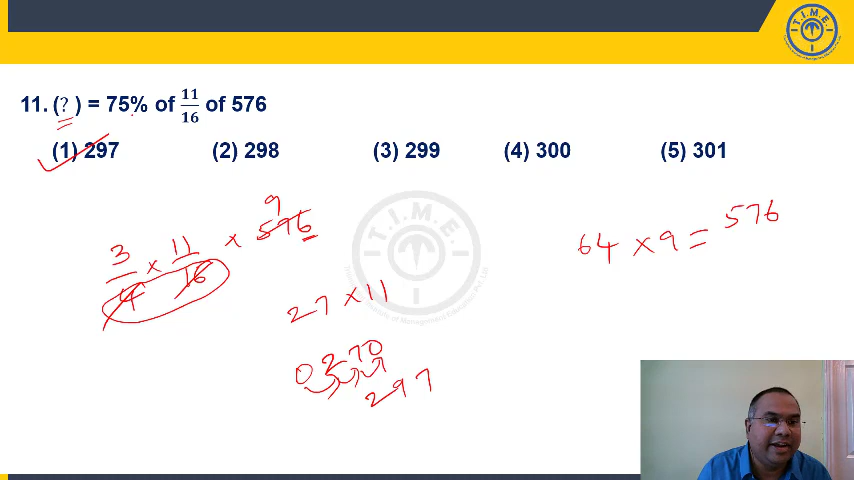 T.I.M.E.
11. (?) = 75% of 11/16 of 576
(1) 297 (2) 298 (3) 299 (4) 300 (5) 301
3/4 × 11/16 × 576
9
64 × 9 = 576
27 × 11
0270
297
T.I.M.E.